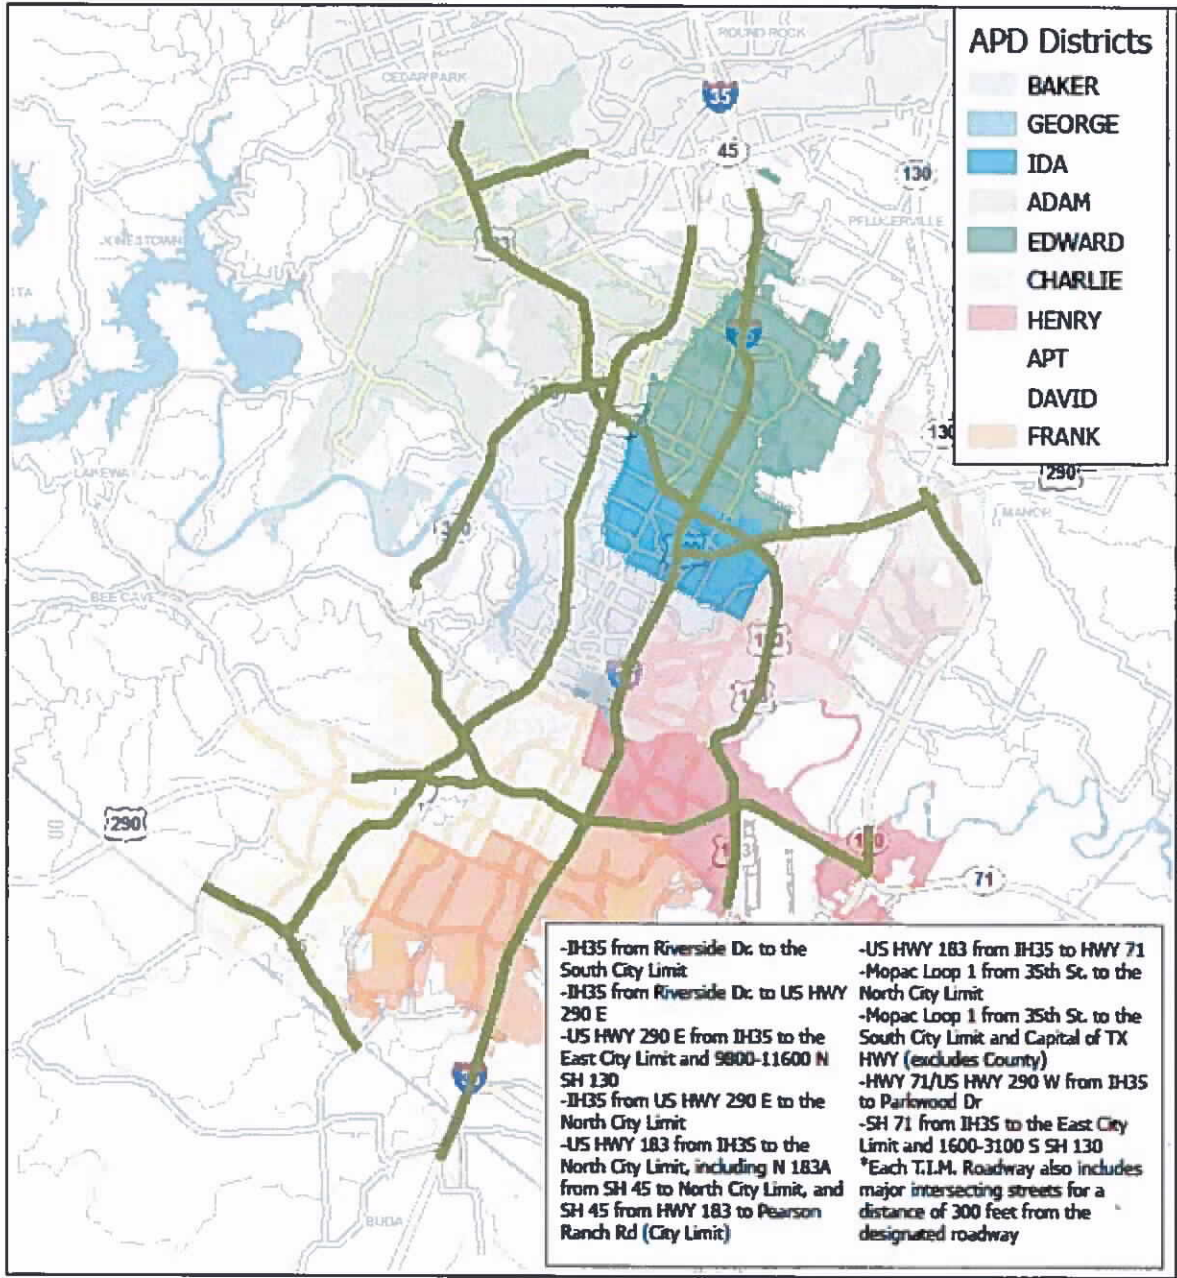 ROUND ROCK
CEDAR PARK
35
45
130
PFLUGERVILLE
JONESTOWN
APD Districts
BAKER
GEORGE
IDA
ADAM
EDWARD
CHARLIE
HENRY
APT
DAVID
FRANK
130
290
MANOR
LAKEWA
BEE CAVE
290
71
BUDA
-IH35 from Riverside Dr. to the
South City Limit
-IH35 from Riverside Dr. to US HWY
290 E
-US HWY 290 E from IH35 to the
East City Limit and 9800-11600 N
SH 130
-IH35 from US HWY 290 E to the
North City Limit
-US HWY 183 from IH35 to the
North City Limit, including N 183A
from SH 45 to North City Limit, and
SH 45 from HWY 183 to Pearson
Ranch Rd (City Limit)
-US HWY 183 from IH35 to HWY 71
-Mopac Loop 1 from 35th St. to the
North City Limit
-Mopac Loop 1 from 35th St. to the
South City Limit and Capital of TX
HWY (excludes County)
-HWY 71/US HWY 290 W from IH35
to Parkwood Dr
-SH 71 from IH35 to the East City
Limit and 1600-3100 S SH 130
*Each T.I.M. Roadway also includes
major intersecting streets for a
distance of 300 feet from the
designated roadway